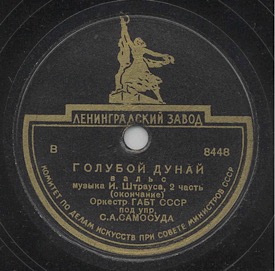 ЛЕНИНГРАДСКИЙ ЗАВОД
В
8448
ГОЛУБОЙ ДУНАЙ
вальс
музыка И. Штрауса, 2 часть
(окончание)
Оркестр ГАБТ СССР
под упр.
С.А.САМОСУДА
КОМИТЕТ ПО ДЕЛАМ ИСКУССТВ ПРИ СОВЕТЕ МИНИСТРОВ СССР